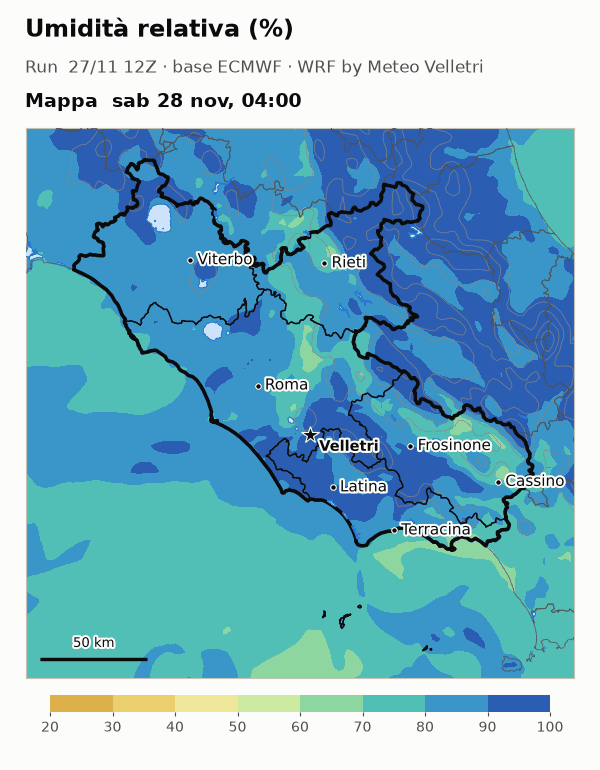 Umidità relativa (%)
Run  27/11 12Z · base ECMWF · WRF by Meteo Velletri
Mappa  sab 28 nov, 04:00
Viterbo
Rieti
Roma
Velletri
Frosinone
Cassino
Latina
Terracina
50 km
20 30 40 50 60 70 80 90 100